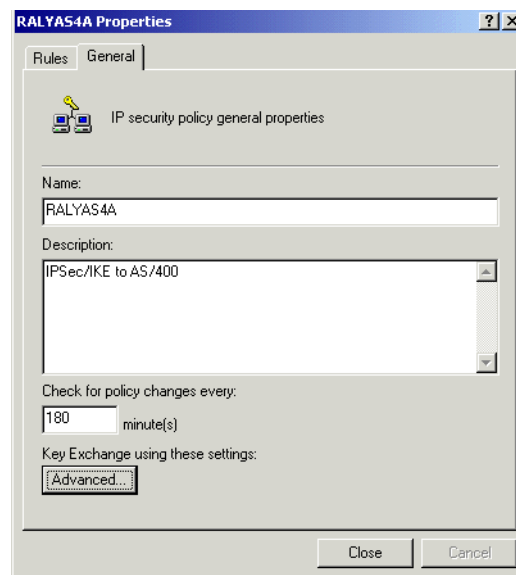 RALYAS4A Properties
Rules
General
IP security policy general properties
Name:
RALYAS4A
Description:
IPSec/IKE to AS/400
Check for policy changes every:
180
minute(s)
Key Exchange using these settings:
Advanced...
Close
Cancel